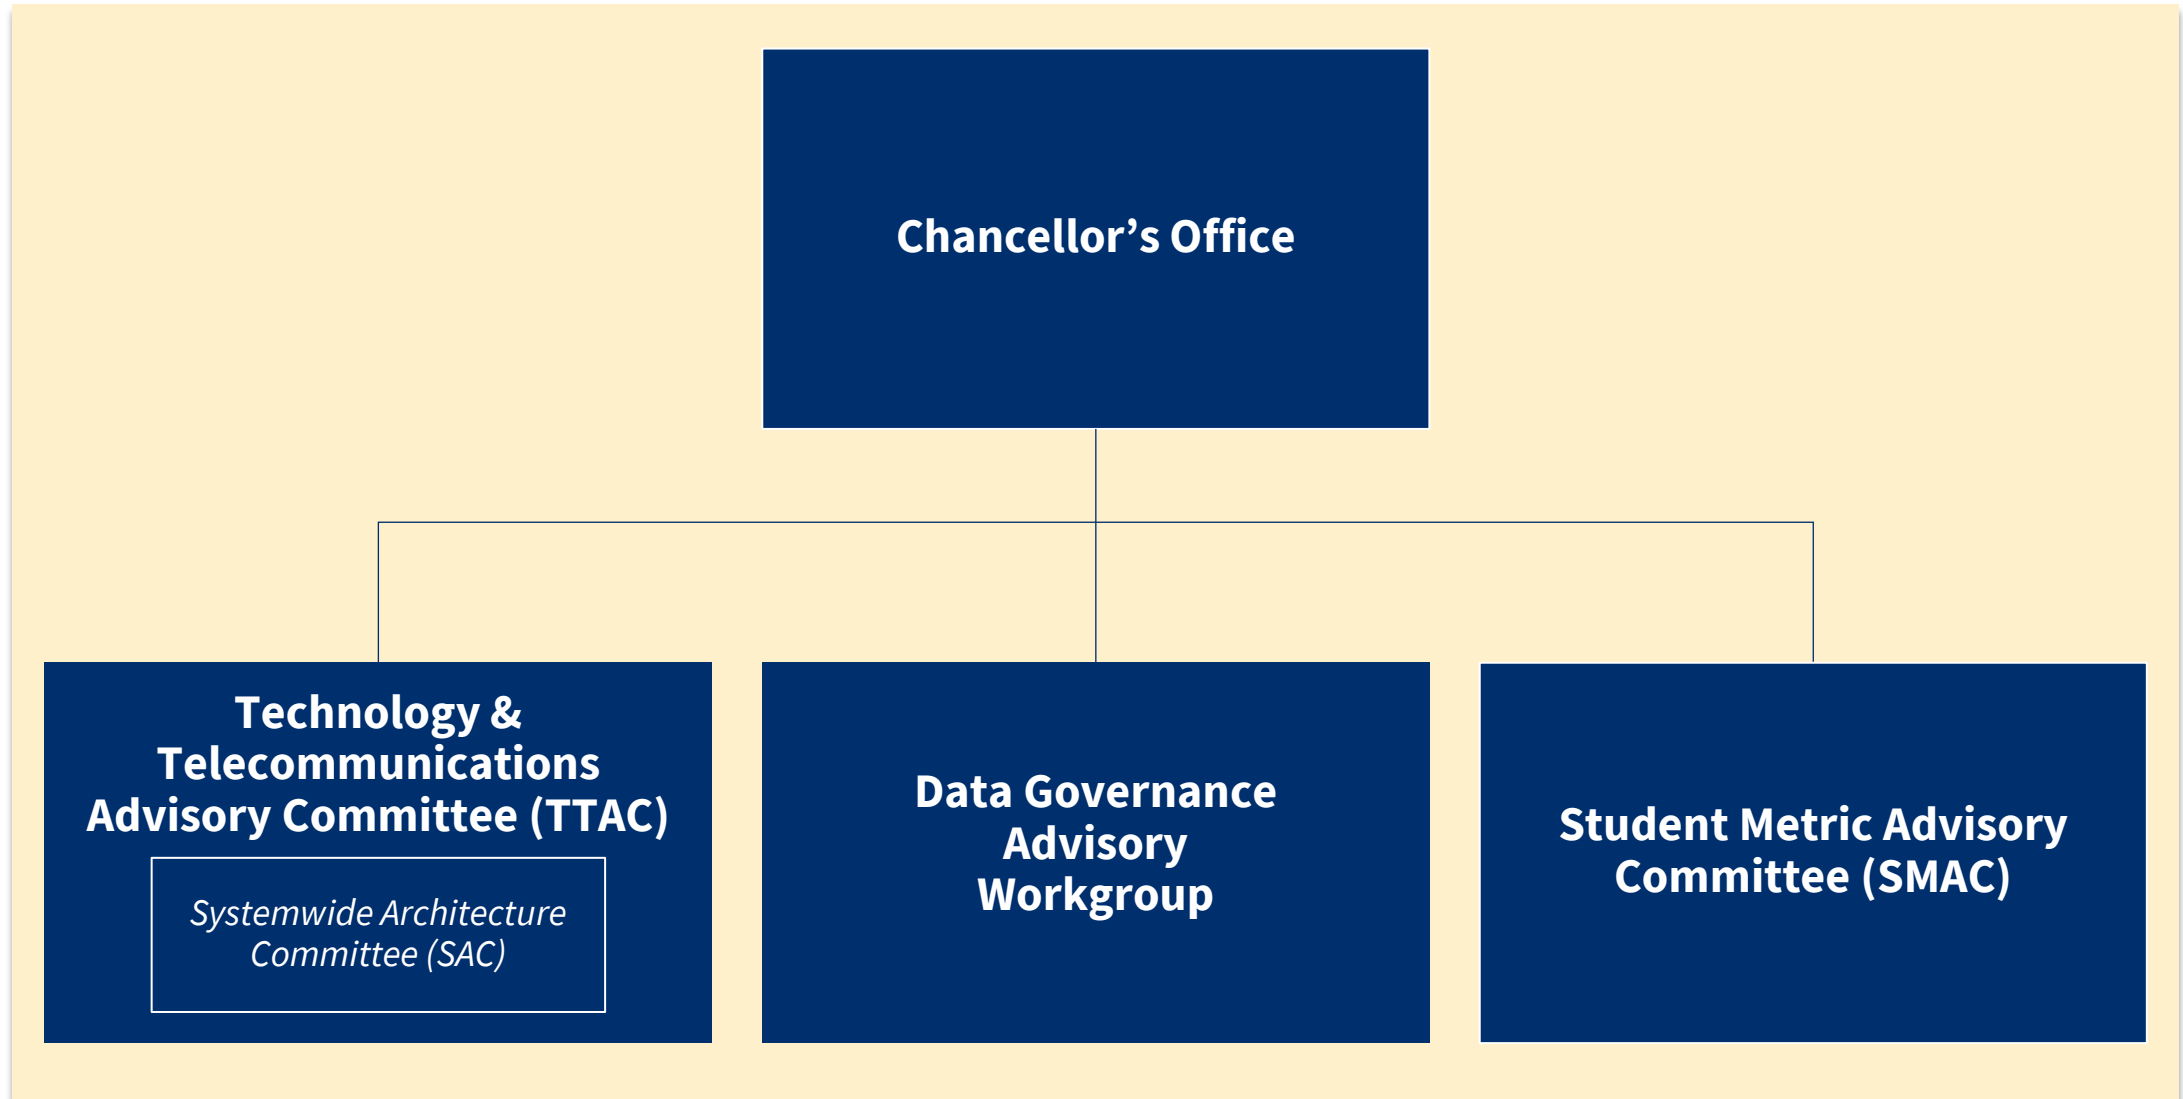 Chancellor’s Office
Technology &
Telecommunications
Advisory Committee (TTAC)
Systemwide Architecture
Committee (SAC)
Data Governance
Advisory
Workgroup
Student Metric Advisory
Committee (SMAC)